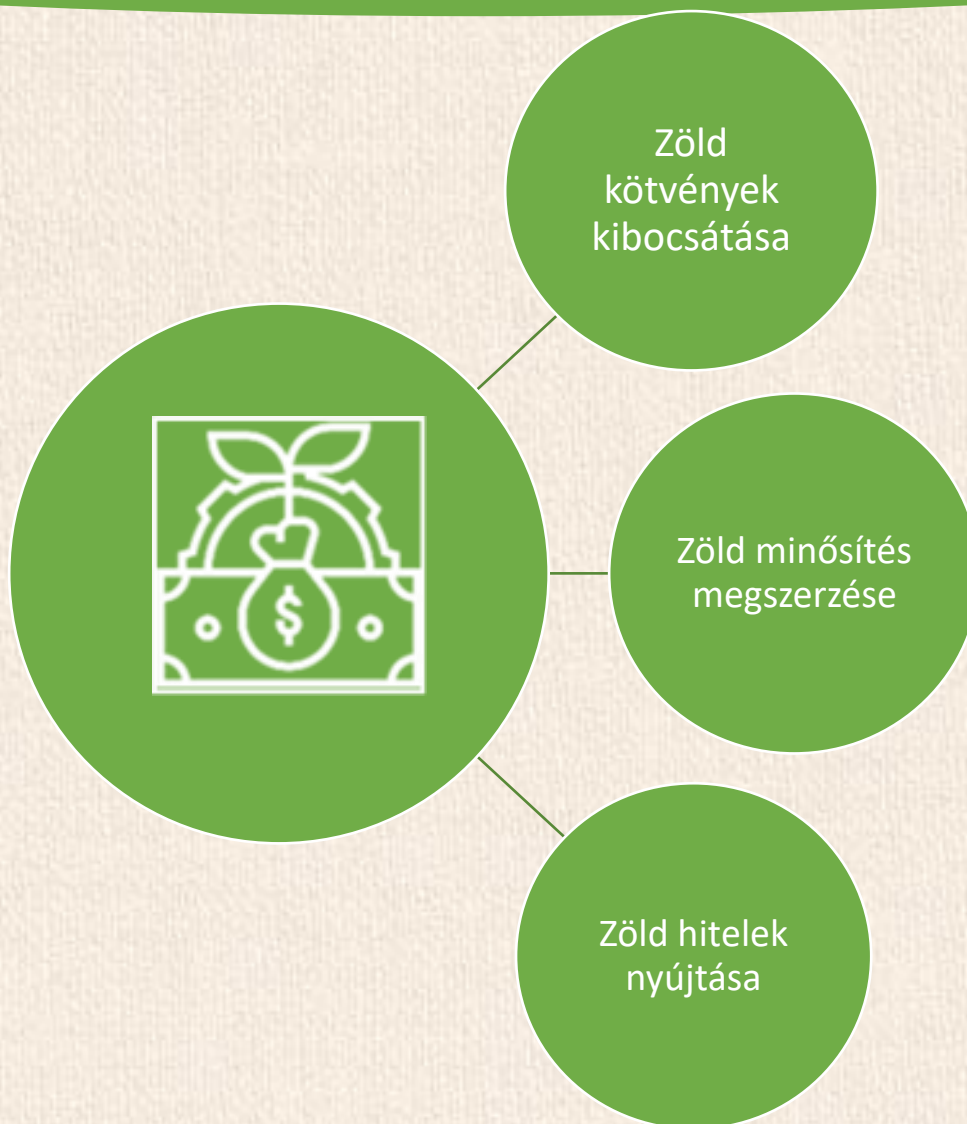 Zöld
kötvények
kibocsátása
Zöld minősítés
megszerzése
$
Zöld hitelek
nyújtása